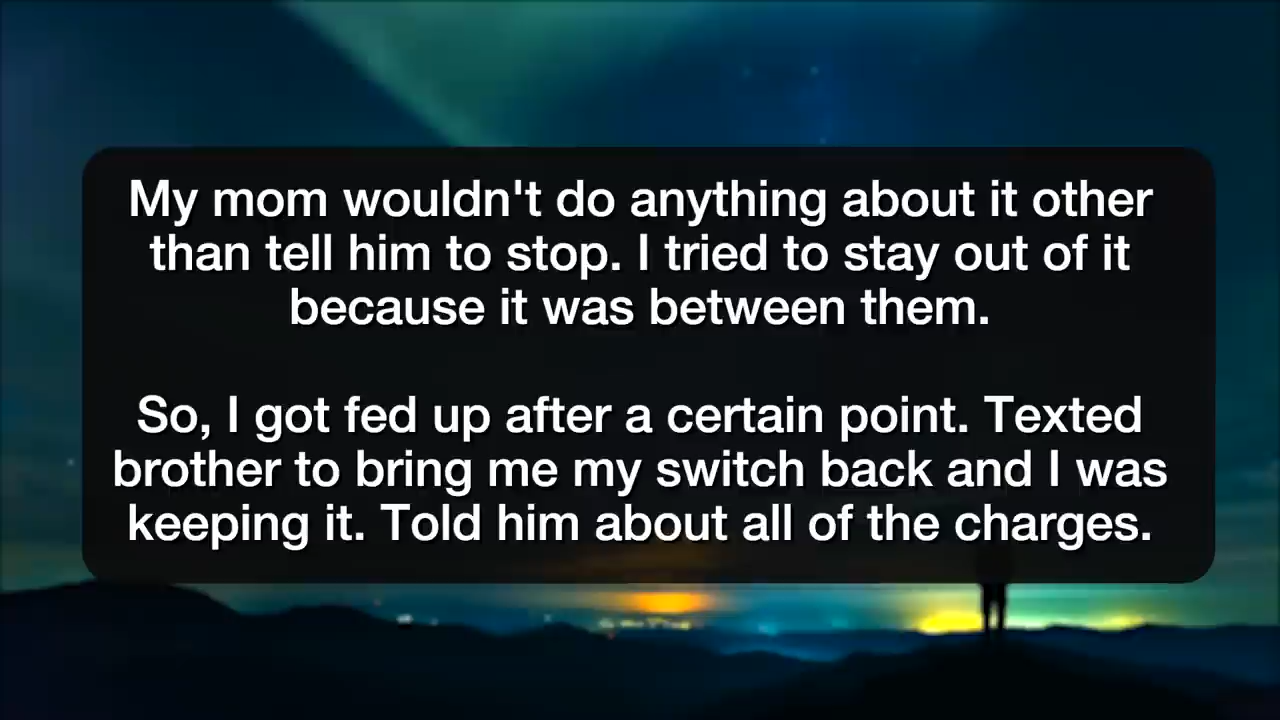 My mom wouldn't do anything about it other
than tell him to stop. I tried to stay out of it
because it was between them.
So, I got fed up after a certain point. Texted
brother to bring me my switch back and I was
keeping it. Told him about all of the charges.